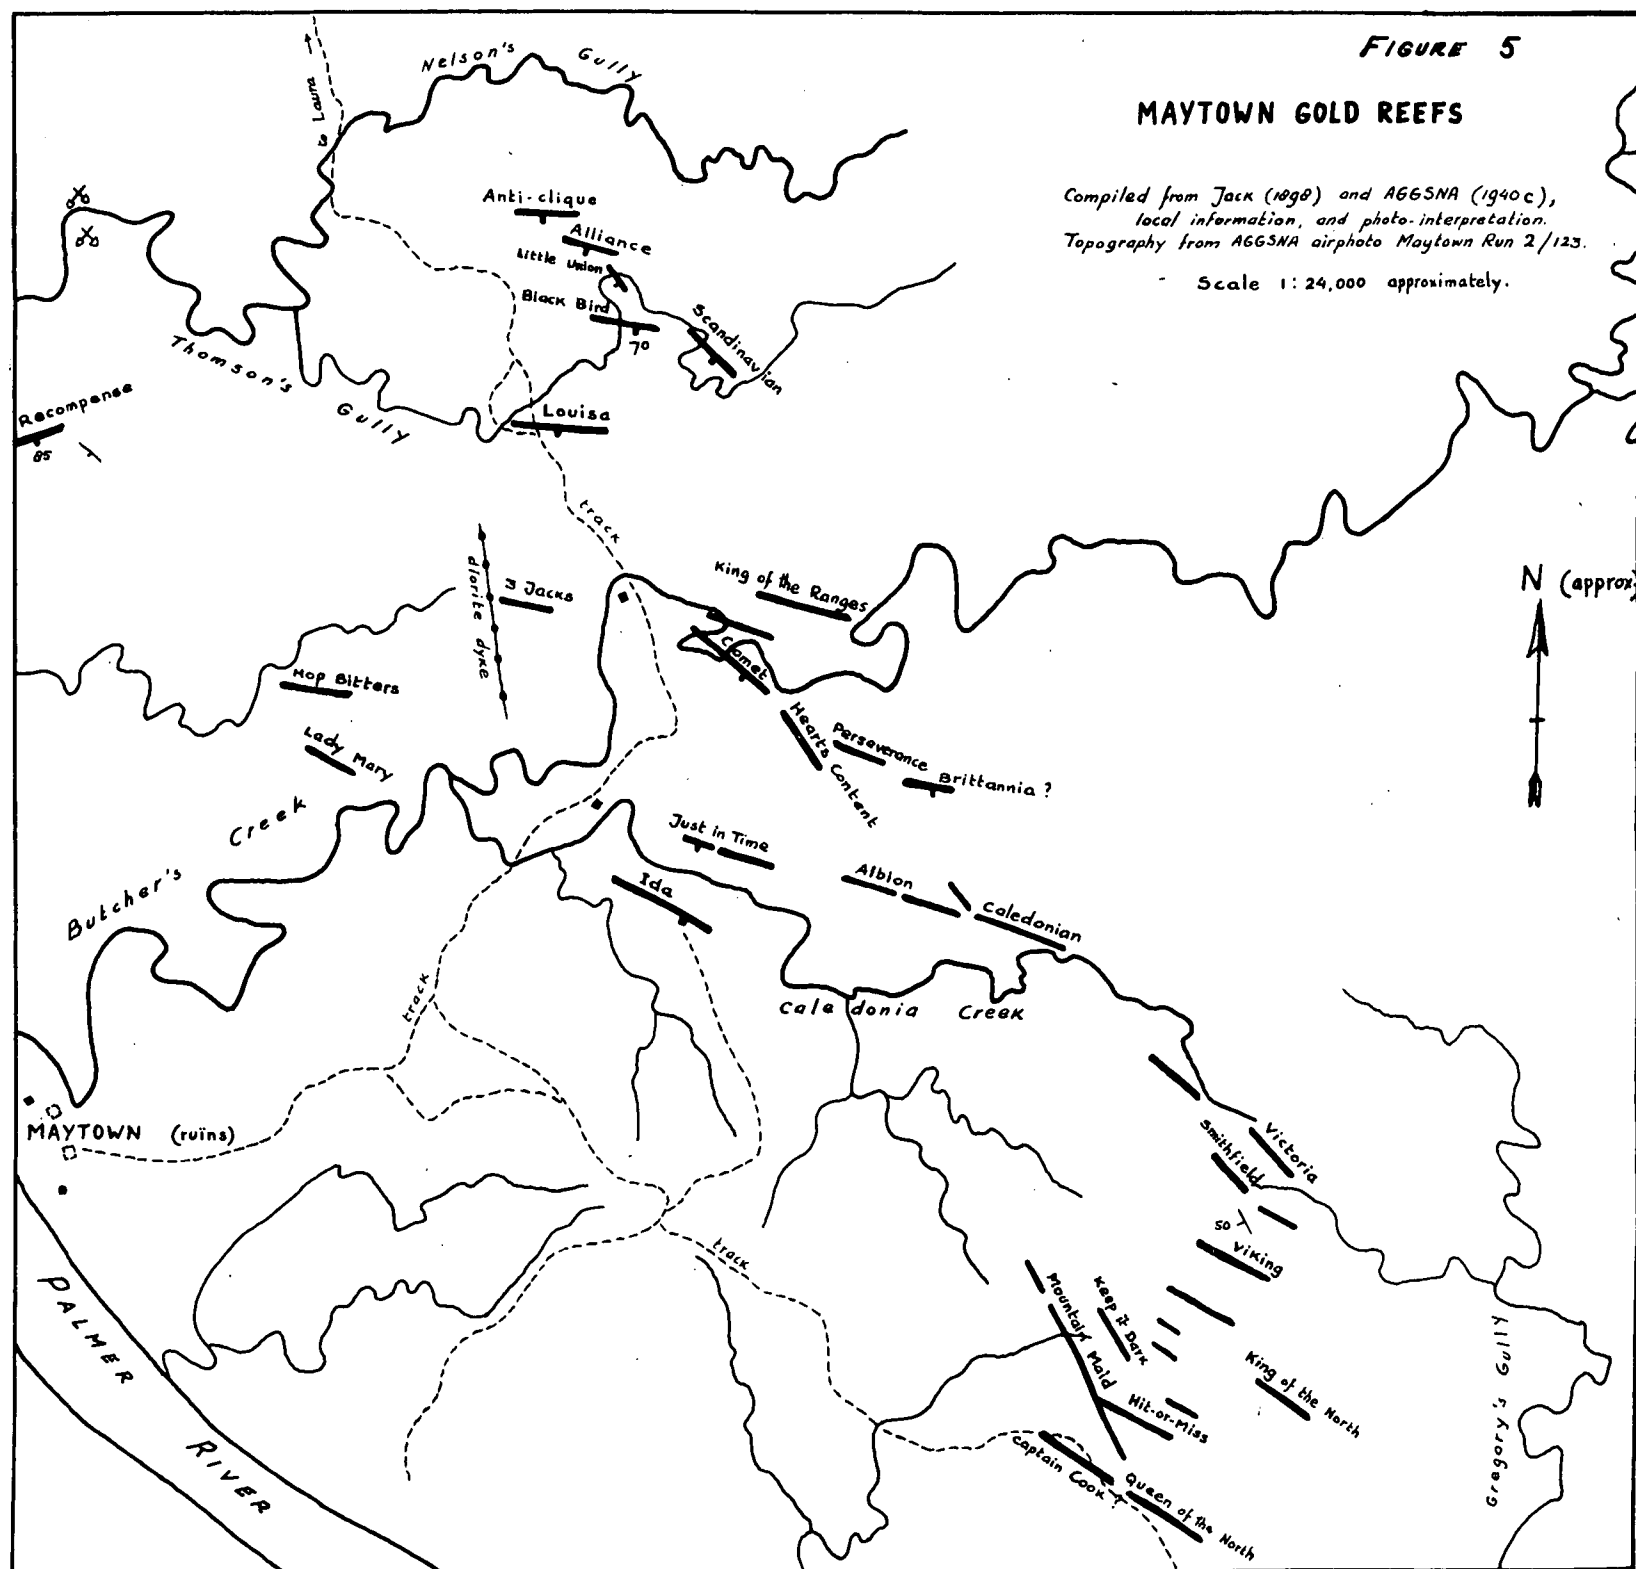 FIGURE 5
MAYTOWN GOLD REEFS
Compiled from Jack (1898) and AGGSNA (1940c),
local information, and photo-interpretation.
Topography from AGGSNA airphoto Maytown Run 2/123.
Scale 1:24,000 approximately.
to Laura
Nelson's Gully
Anti-clique
Alliance
Little Union
Black Bird
70
Scandinavian
Thomson's Gully
Recompense
85
Louisa
track
diorite dyke
3 Jacks
King of the Ranges
N (approx)
Comet
Hop Bitters
Lady Mary
Hearts Content
Perseverance
Brittannia ?
Butcher's Creek
Just in Time
Ida
Albion
Caledonian
track
Caledonia Creek
MAYTOWN (ruins)
Victoria
Smithfield
50
Viking
track
Mountain Maid
Keep it Dark
King of the North
Hit-or-Miss
Captain Cook ?
Queen of the North
Gregory's Gully
PALMER RIVER